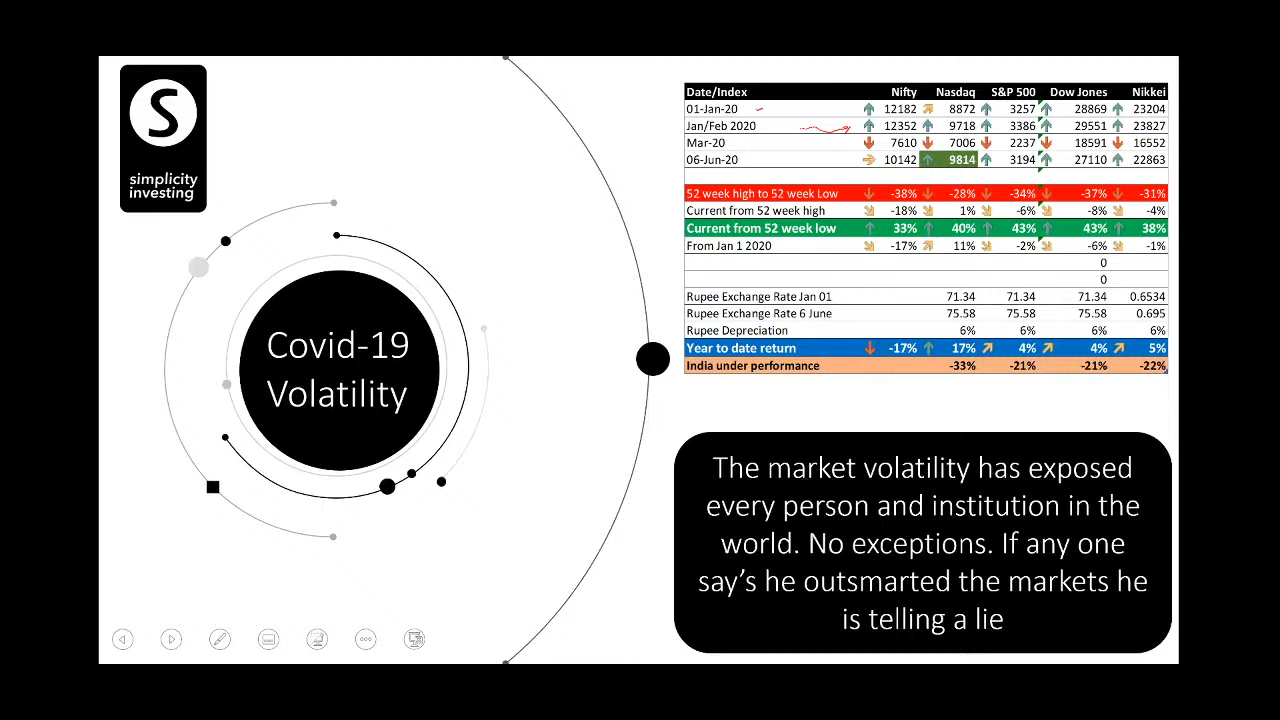 S
simplicity
investing
Covid-19
Volatility
Date/Index Nifty Nasdaq S&P 500 Dow Jones Nikkei
01-Jan-20 12182 8872 3257 28869 23204
Jan/Feb 2020 12352 9718 3386 29551 23827
Mar-20 7610 7006 2237 18591 16552
06-Jun-20 10142 9814 3194 27110 22863
52 week high to 52 week Low -38% -28% -34% -37% -31%
Current from 52 week high -18% 1% -6% -8% -4%
Current from 52 week low 33% 40% 43% 43% 38%
From Jan 1 2020 -17% 11% -2% -6% -1%
0
0
Rupee Exchange Rate Jan 01 71.34 71.34 71.34 0.6534
Rupee Exchange Rate 6 June 75.58 75.58 75.58 0.695
Rupee Depreciation 6% 6% 6% 6%
Year to date return -17% 17% 4% 4% 5%
India under performance -33% -21% -21% -22%
The market volatility has exposed
every person and institution in the
world. No exceptions. If any one
say's he outsmarted the markets he
is telling a lie